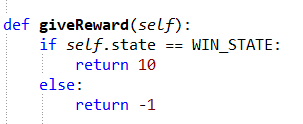 def giveReward(self):
    if self.state == WIN_STATE:
        return 10
    else:
        return -1